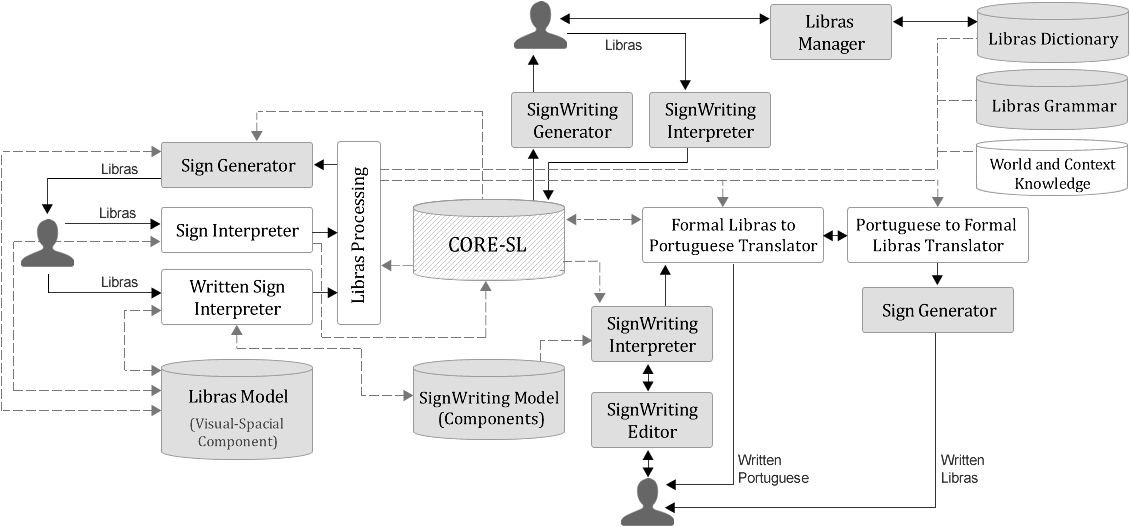 Libras
Manager
Libras Dictionary
Libras
SignWriting
Generator
SignWriting
Interpreter
Libras Grammar
World and Context
Knowledge
Sign Generator
Libras
Libras
Sign Interpreter
Libras
Written Sign
Interpreter
Libras Processing
CORE-SL
Formal Libras to
Portuguese Translator
Portuguese to Formal
Libras Translator
Sign Generator
SignWriting
Interpreter
Libras Model
(Visual-Spacial
Component)
SignWriting Model
(Components)
SignWriting
Editor
Written
Portuguese
Written
Libras